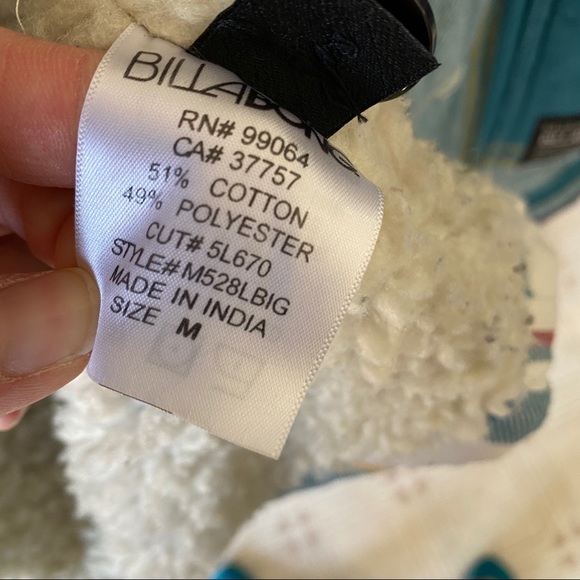 BILLABONG
RN# 99064
CA# 37757
51% COTTON
49% POLYESTER
CUT# 5L670
STYLE# M528LBIG
MADE IN INDIA
SIZE M